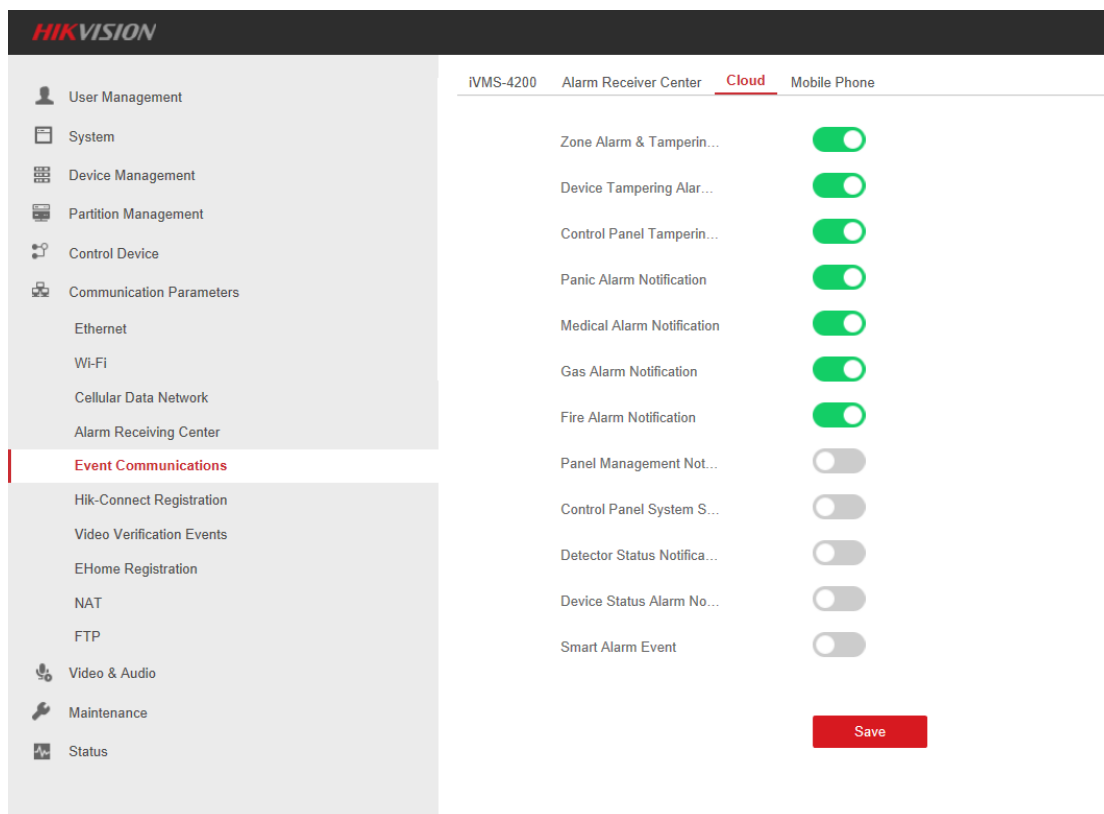 HIKVISION
User Management
System
Device Management
Partition Management
Control Device
Communication Parameters
Ethernet
Wi-Fi
Cellular Data Network
Alarm Receiving Center
Event Communications
Hik-Connect Registration
Video Verification Events
EHome Registration
NAT
FTP
Video & Audio
Maintenance
Status
iVMS-4200 Alarm Receiver Center Cloud Mobile Phone
Zone Alarm & Tamperin...
Device Tampering Alar...
Control Panel Tamperin...
Panic Alarm Notification
Medical Alarm Notification
Gas Alarm Notification
Fire Alarm Notification
Panel Management Not...
Control Panel System S...
Detector Status Notifica...
Device Status Alarm No...
Smart Alarm Event
Save